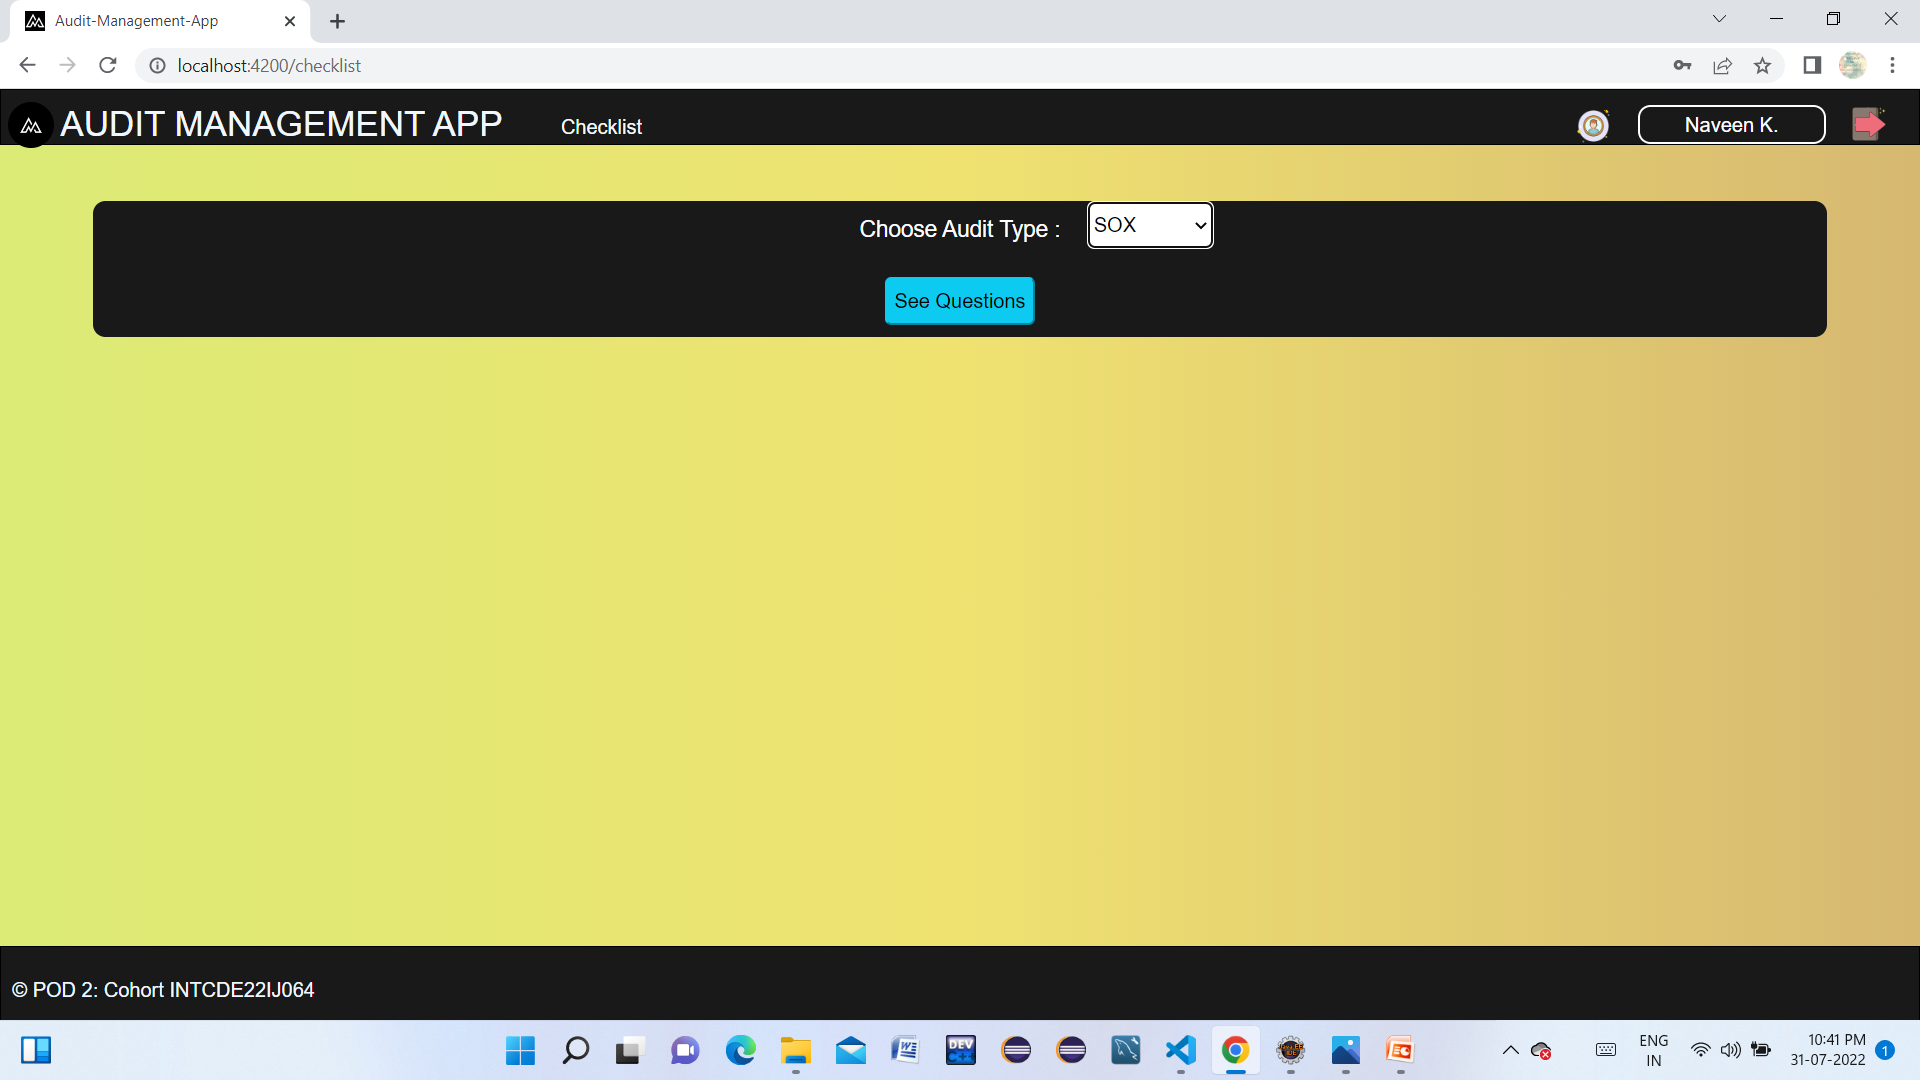 Audit-Management-App
localhost:4200/checklist
AUDIT MANAGEMENT APP
Checklist
Naveen K.
Choose Audit Type :
SOX
See Questions
© POD 2: Cohort INTCDE22IJ064
DEV
C++
ENG
IN
10:41 PM
31-07-2022
1